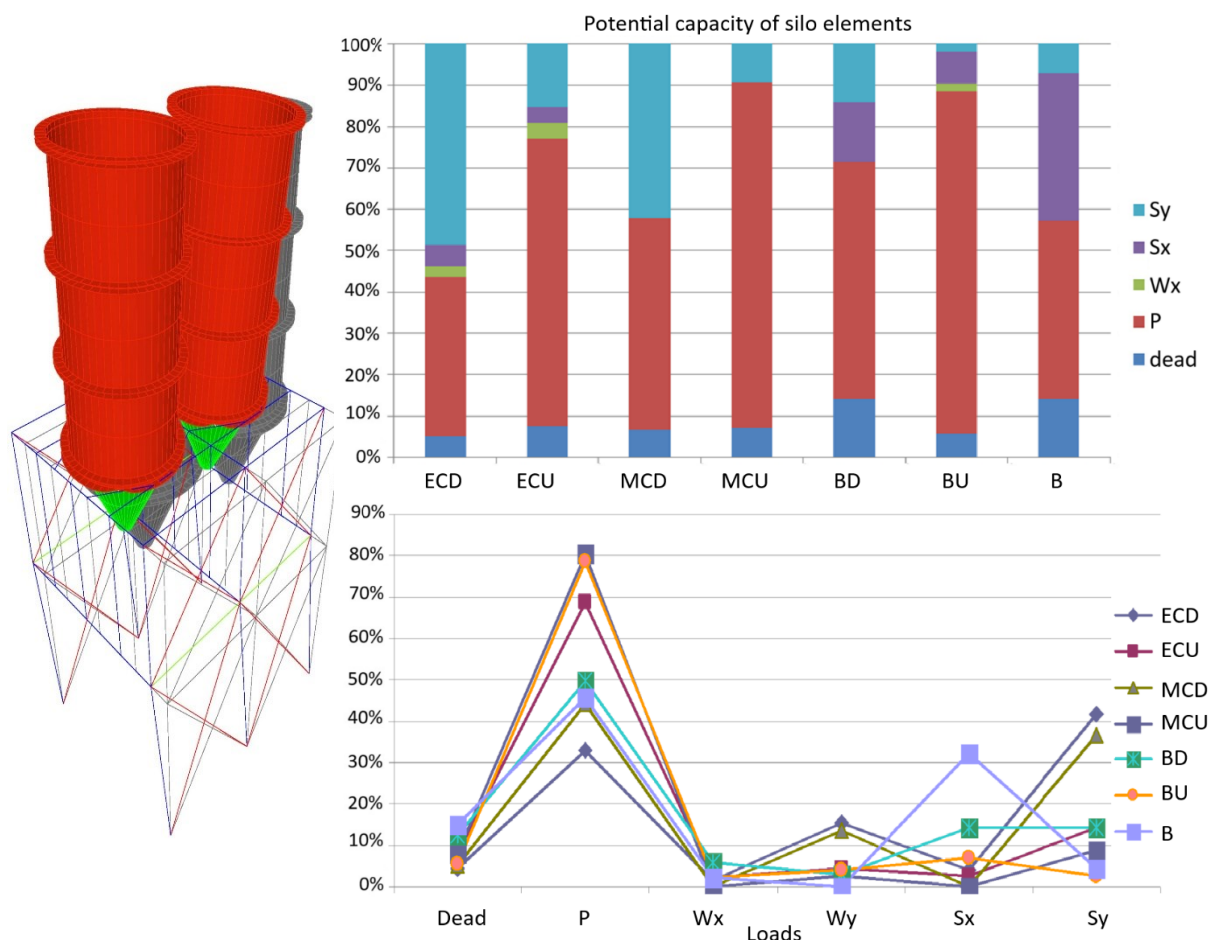 Potential capacity of silo elements
100%
90%
80%
70%
60%
50%
40%
30%
20%
10%
0%
ECD ECU MCD MCU BD BU B
Sy
Sx
Wx
P
dead
90%
80%
70%
60%
50%
40%
30%
20%
10%
0%
Dead P Wx Wy Sx Sy
Loads
ECD
ECU
MCD
MCU
BD
BU
B